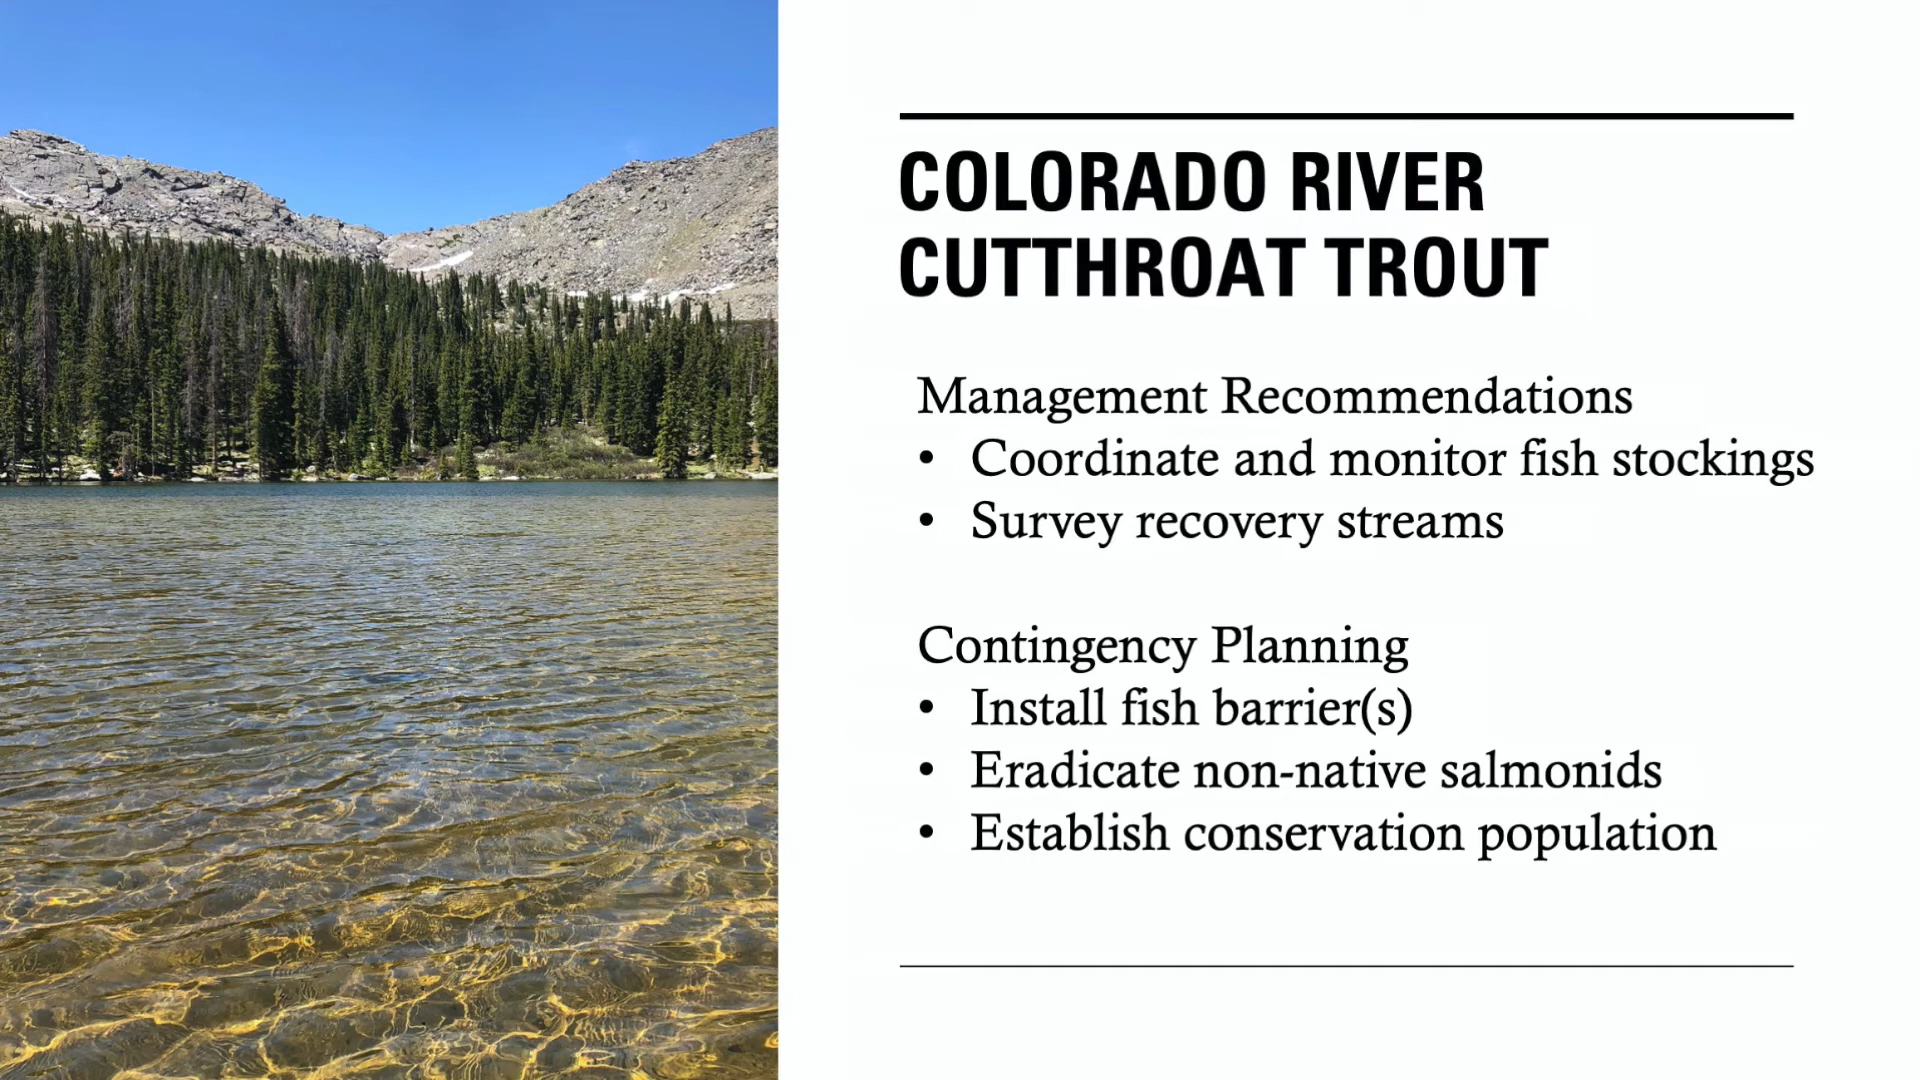 COLORADO RIVER
CUTTHROAT TROUT
Management Recommendations
• Coordinate and monitor fish stockings
• Survey recovery streams
Contingency Planning
• Install fish barrier(s)
• Eradicate non-native salmonids
• Establish conservation population